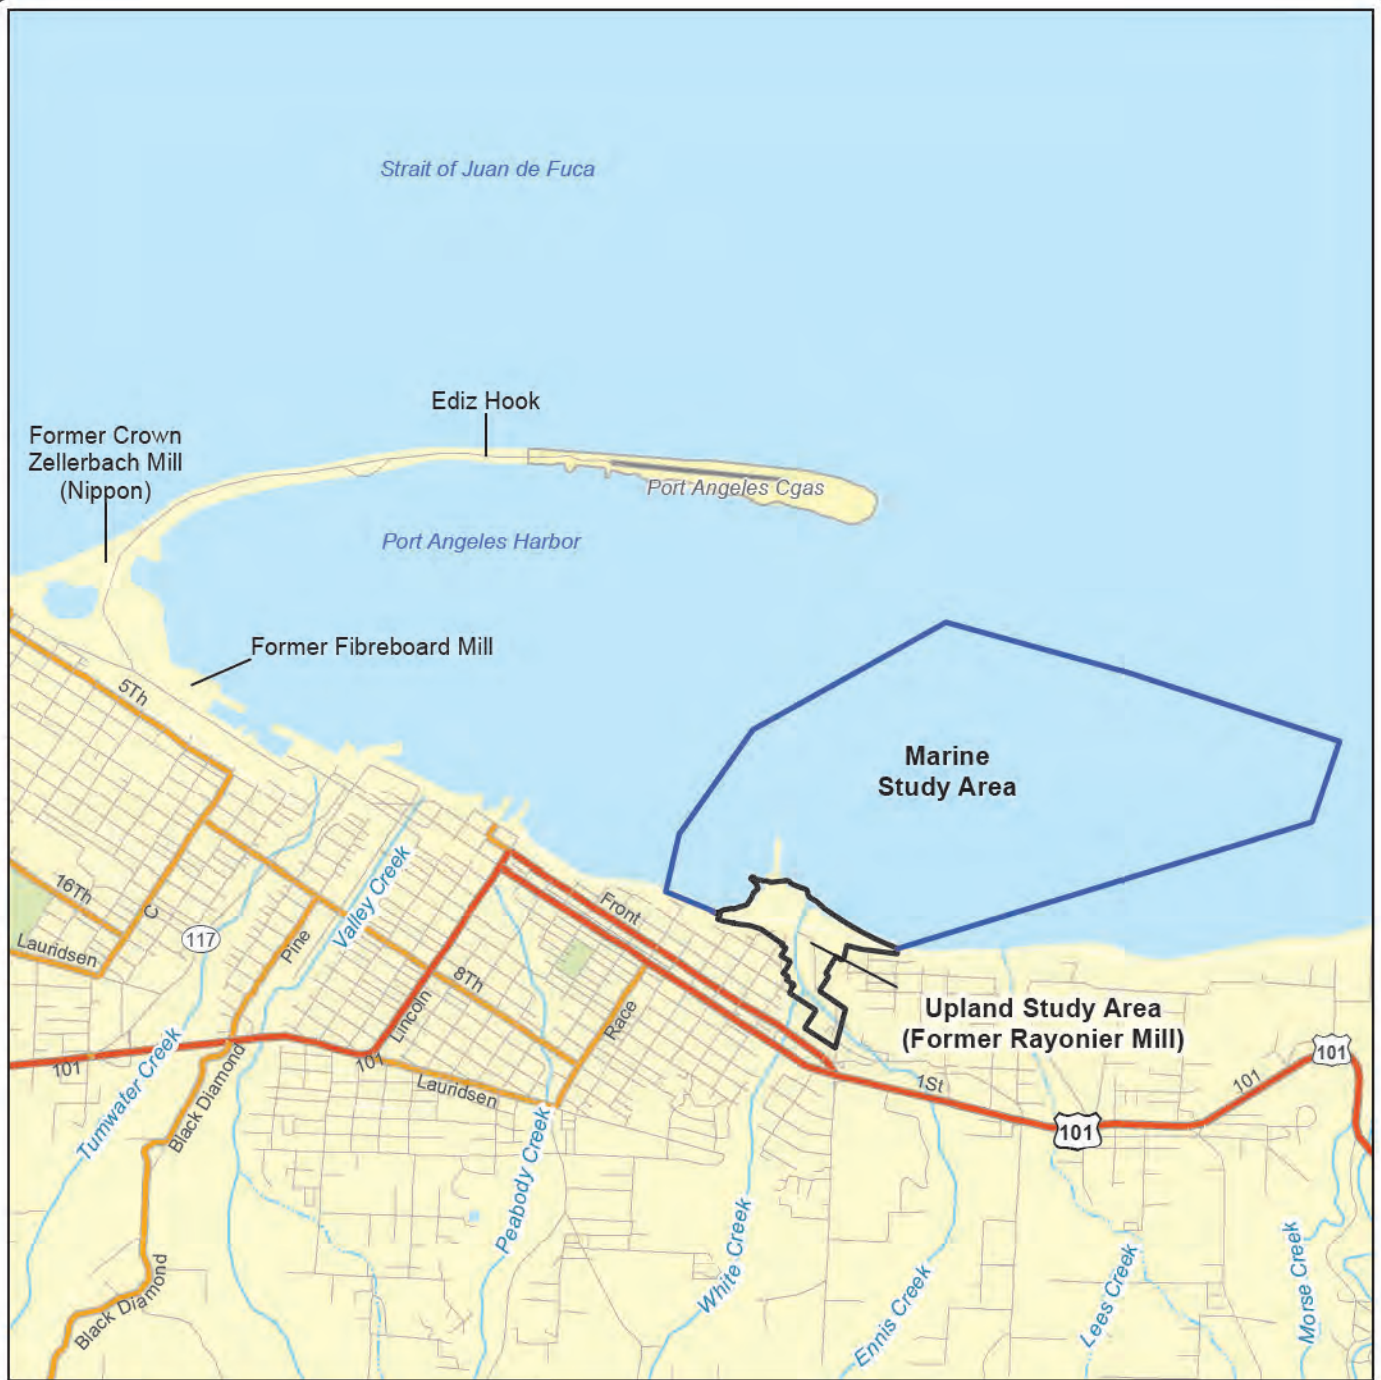 Strait of Juan de Fuca
Ediz Hook
Former Crown
Zellerbach Mill
(Nippon)
Port Angeles Cgas
Port Angeles Harbor
Former Fibreboard Mill
5Th
Marine
Study Area
16Th
C
117
Lauridsen
Pine
Valley Creek
Front
8Th
Lincoln
Race
Upland Study Area
(Former Rayonier Mill)
101
Tumwater Creek
Black Diamond
101
Lauridsen
1St
101
101
101
Peabody Creek
White Creek
Ennis Creek
Lees Creek
Morse Creek
Black Diamond